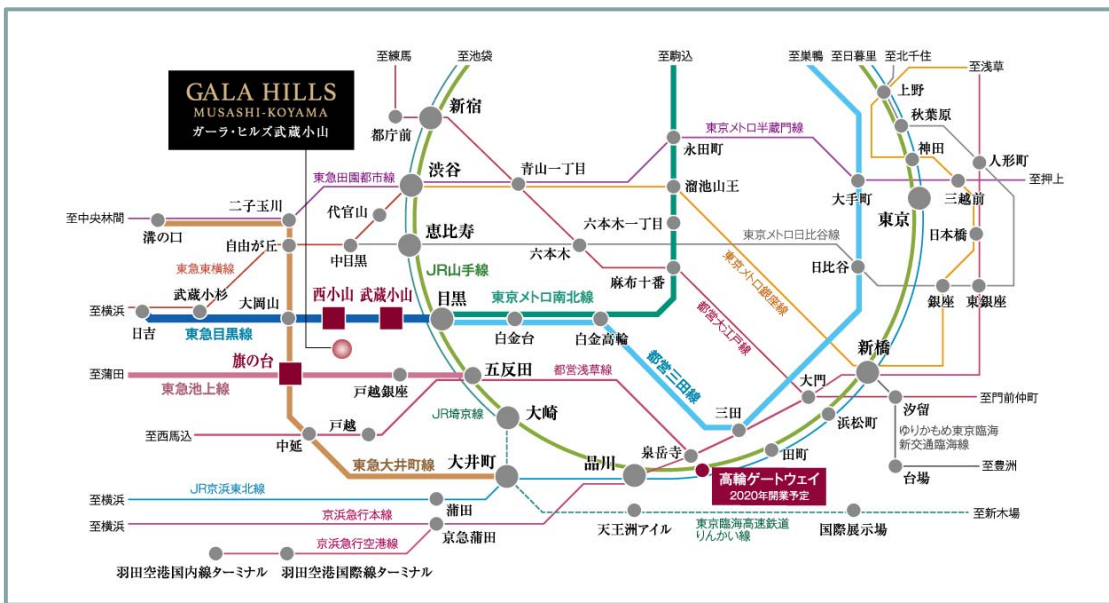 至練馬
至池袋
至駒込
至巣鴨
至日暮里
至北千住
至浅草
GALA HILLS
MUSASHI-KOYAMA
ガーラ・ヒルズ武蔵小山
新宿
都庁前
上野
秋葉原
永田町
東京メトロ半蔵門線
神田
人形町
青山一丁目
渋谷
東急田園都市線
溜池山王
大手町
三越前
至押上
二子玉川
代官山
至中央林間
溝の口
六本木一丁目
東京
自由が丘
中目黒
恵比寿
六本木
東京メトロ日比谷線
日本橋
東急東横線
JR山手線
麻布十番
東京メトロ銀座線
日比谷
銀座
東銀座
武蔵小杉
大岡山
西小山
武蔵小山
目黒
東京メトロ南北線
至横浜
日吉
東急目黒線
白金台
白金高輪
都営大江戸線
新橋
旗の台
都営三田線
至蒲田
東急池上線
戸越銀座
五反田
都営浅草線
大門
汐留
至門前仲町
JR埼京線
大崎
三田
浜松町
ゆりかもめ東京臨海
新交通臨海線
至西馬込
中延
戸越
泉岳寺
田町
東急大井町線
大井町
品川
高輪ゲートウェイ
2020年開業予定
台場
至豊洲
JR京浜東北線
至横浜
蒲田
京浜急行本線
至横浜
京急蒲田
天王洲アイル
東京臨海高速鉄道
りんかい線
国際展示場
至新木場
京浜急行空港線
羽田空港国内線ターミナル
羽田空港国際線ターミナル